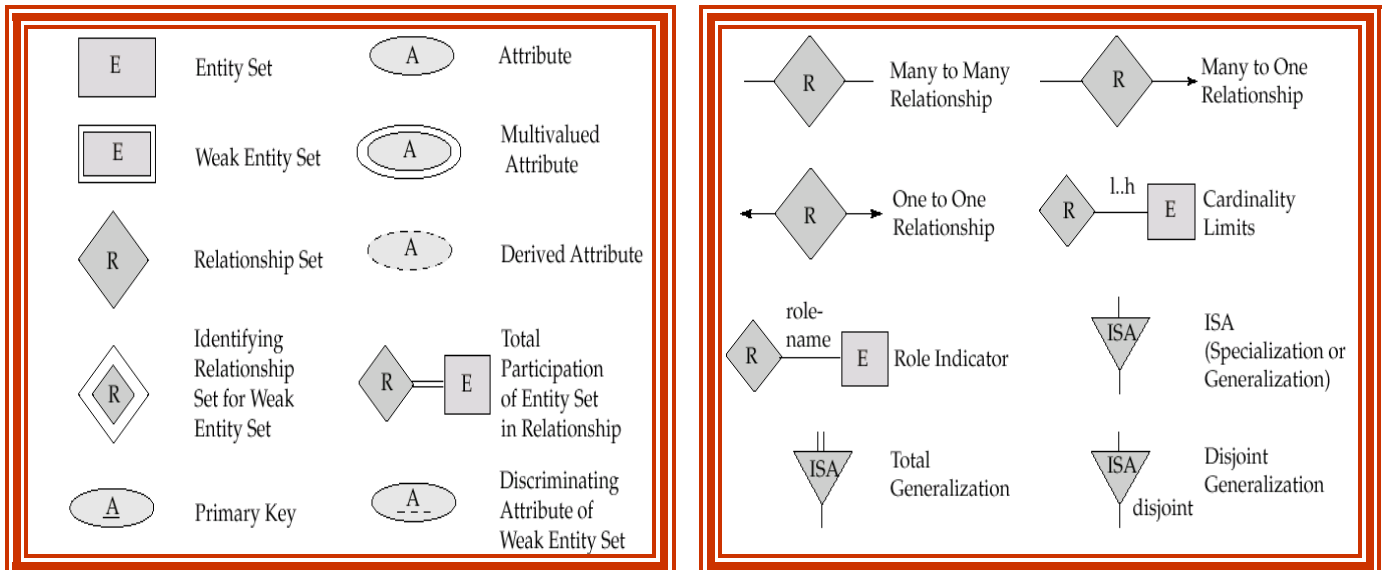 E
Entity Set
A
Attribute
E
Weak Entity Set
A
Multivalued
Attribute
R
Relationship Set
A
Derived Attribute
R
Identifying
Relationship
Set for Weak
Entity Set
R
E
Total
Participation
of Entity Set
in Relationship
A
Primary Key
A
Discriminating
Attribute of
Weak Entity Set
R
Many to Many
Relationship
R
Many to One
Relationship
R
One to One
Relationship
R
l..h
E
Cardinality
Limits
R
role-
name
E
Role Indicator
ISA
ISA
(Specialization or
Generalization)
ISA
Total
Generalization
ISA
disjoint
Disjoint
Generalization